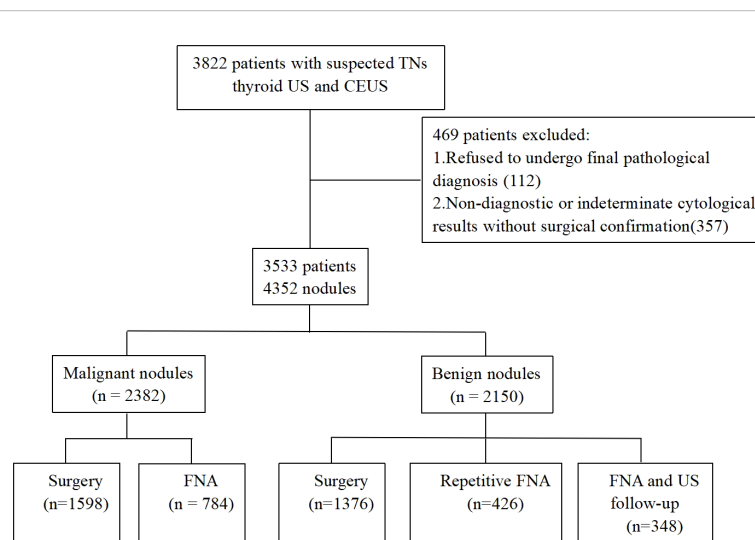 3822 patients with suspected TNs
thyroid US and CEUS
469 patients excluded:
1.Refused to undergo final pathological
diagnosis (112)
2.Non-diagnostic or indeterminate cytological
results without surgical confirmation(357)
3533 patients
4352 nodules
Malignant nodules
(n = 2382)
Benign nodules
(n = 2150)
Surgery
(n=1598)
FNA
(n = 784)
Surgery
(n=1376)
Repetitive FNA
(n=426)
FNA and US
follow-up
(n=348)